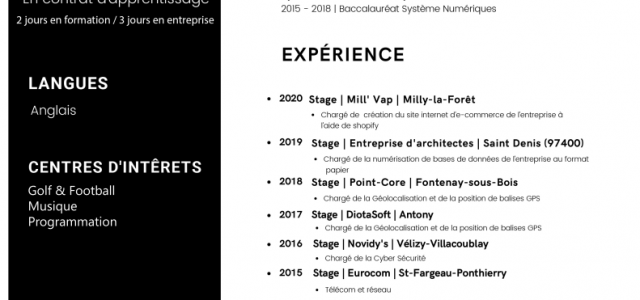 En contrat d'apprentissage
2 jours en formation / 3 jours en entreprise
LANGUES
Anglais
CENTRES D'INTÊRETS
Golf & Football
Musique
Programmation
2015 - 2018 | Baccalauréat Système Numériques
EXPÉRIENCE
2020 Stage | Mill' Vap | Milly-la-Forêt
Chargé de création du site internet d'e-commerce de l'entreprise à
l'aide de shopify
2019 Stage | Entreprise d'architectes | Saint Denis (97400)
Chargé de la numérisation de bases de données de l'entreprise au format
papier
2018 Stage | Point-Core | Fontenay-sous-Bois
Chargé de la Géolocalisation et de la position de balises GPS
2017 Stage | DiotaSoft | Antony
Chargé de la Géolocalisation et de la position de balises GPS
2016 Stage | Novidy's | Vélizy-Villacoublay
Chargé de la Cyber Sécurité
2015 Stage | Eurocom | St-Fargeau-Ponthierry
Télécom et réseau